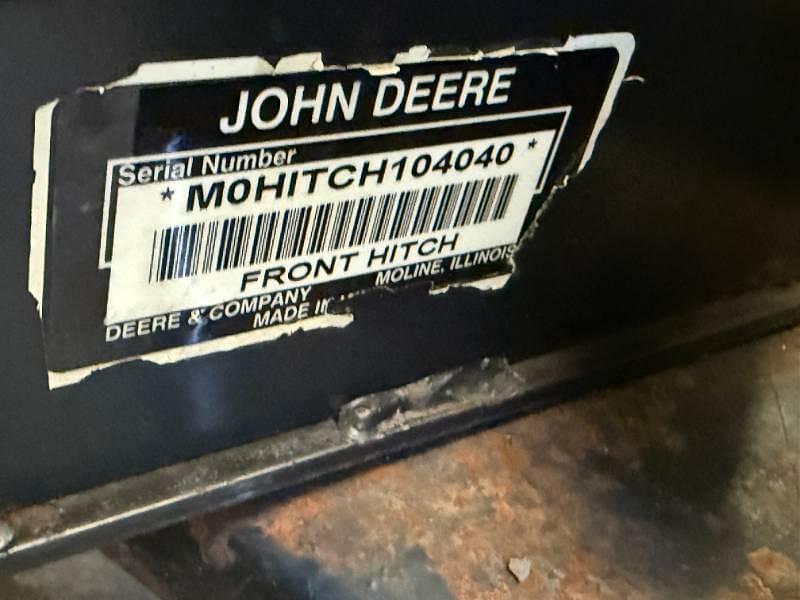 JOHN DEERE
Serial Number
* M0HITCH104040 *
FRONT HITCH
DEERE & COMPANY MOLINE, ILLINOIS
MADE IN